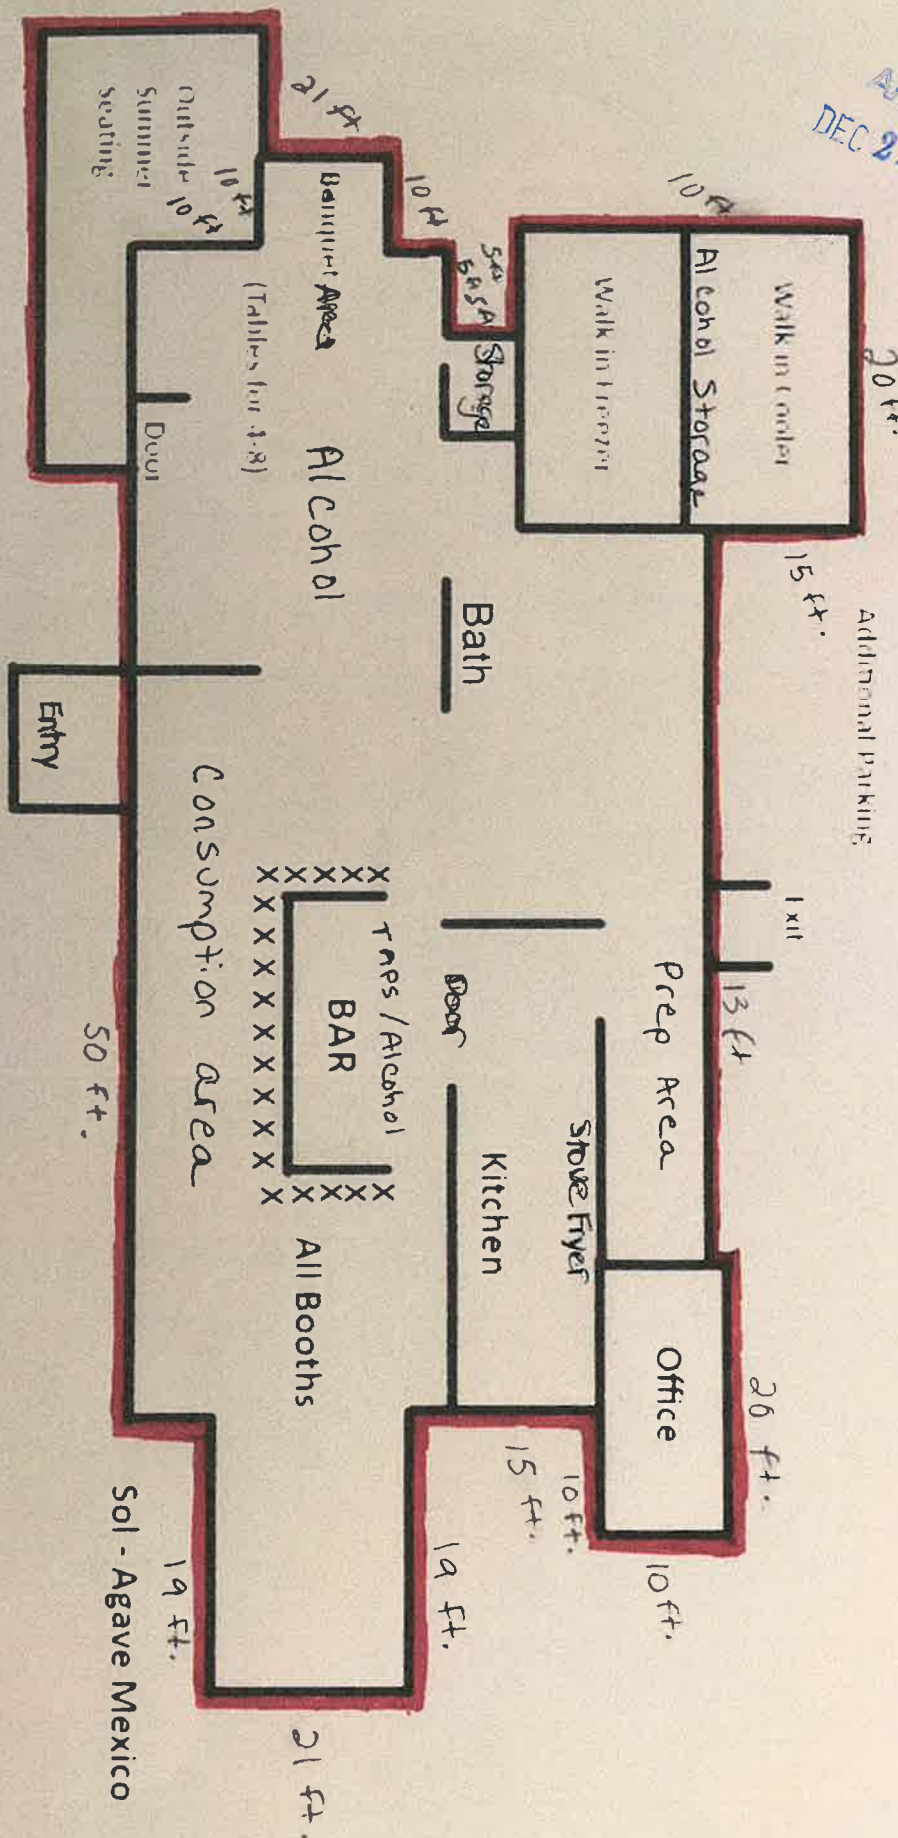 DEC 2
20 ft.
Additional Parking
10 ft
Walk in Cooler
15 ft.
Exit
13 ft
20 ft.
Alcohol Storage
Walk in Freezer
Prep Area
Office
10 ft.
Storage
5 ft
Stove Fryer
10 ft.
15 ft.
Bath
Door
Kitchen
19 ft.
10 ft
21 ft
Banquet Area
(Tables for 4-8)
Alcohol
Taps / Alcohol
BAR
X X X X X
X X X X X X X X X
X X X X
All Booths
21 ft.
Consumption area
10 ft
10 ft
Outside
Summer
Seating
Door
Entry
50 ft.
19 ft.
Sol - Agave Mexico